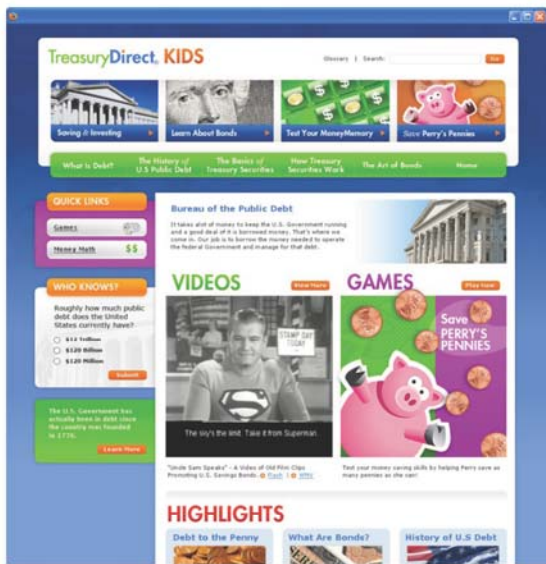 TreasuryDirect® KIDS
Glossary | Search: Go
Saving & Investing
Learn About Bonds
Test Your MoneyMemory
Save Perry's Pennies
What Is Debt?
The History of
U.S Public Debt
The Basics of
Treasury Securities
How Treasury
Securities Work
The Art of Bonds
Home
QUICK LINKS
Games
Money Math $$
WHO KNOWS?
Roughly how much public
debt does the United
States currently have?
$12 Trillion
$120 Billion
$120 Million
Submit
The U.S. Government has
actually been in debt since
the country was founded
in 1776.
Learn More
Bureau of the Public Debt
It takes alot of money to keep the U.S. Government running
and a good deal of it is borrowed money. That's where we
come in. Our job is to borrow the money needed to operate
the federal Government and manage for that debt.
VIDEOS
View More
STAMP DAY
TODAY
S
The sky's the limit. Take it from Superman.
"Uncle Sam Speaks" - A Video of Old Film Clips
Promoting U.S. Savings Bonds. Flash | WMV
GAMES
Play Now
Save
PERRY'S
PENNIES
Test your money saving skills by helping Perry save as
many pennies as she can!
HIGHLIGHTS
Debt to the Penny
What Are Bonds?
History of U.S Debt